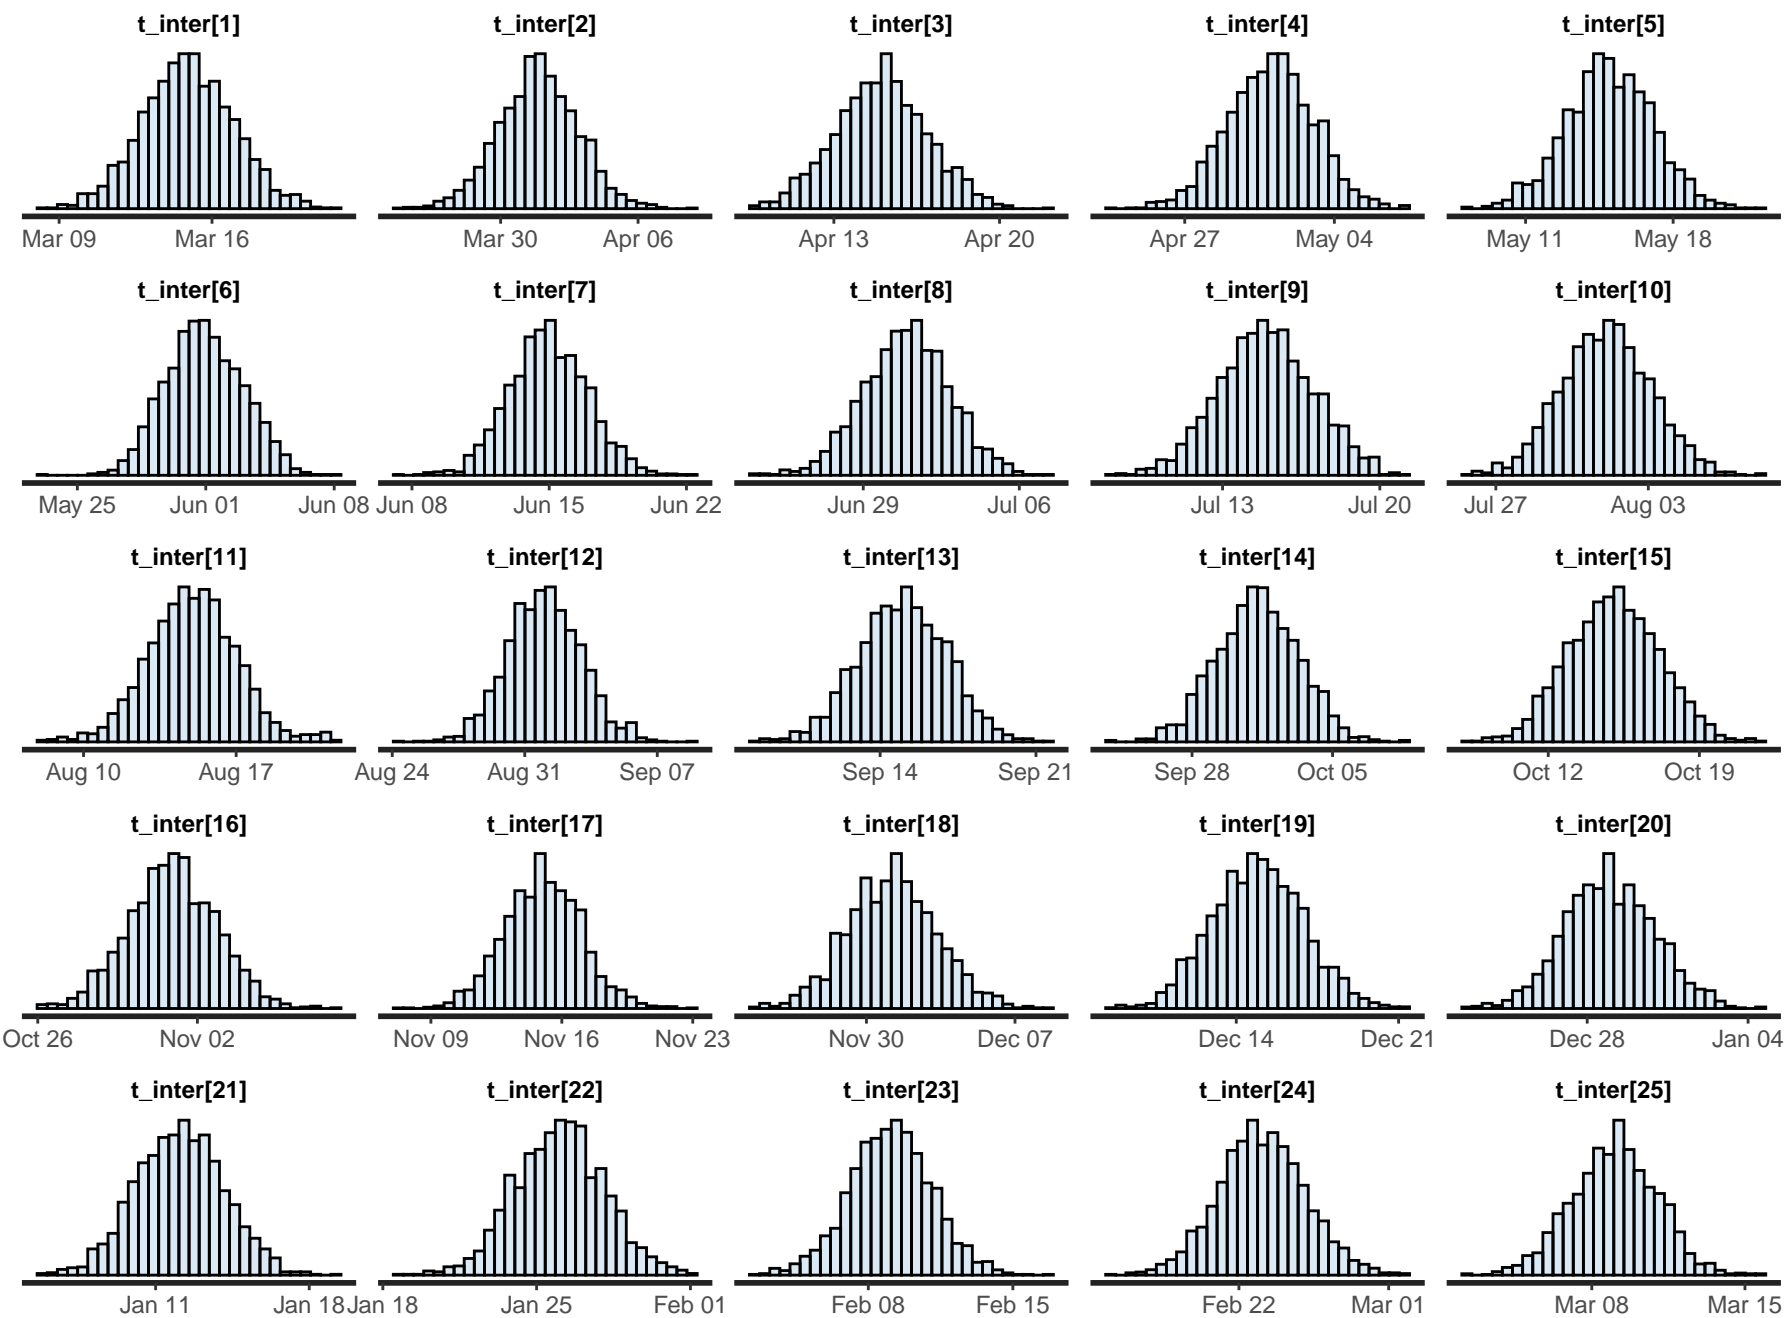 t_inter[1] t_inter[2] t_inter[3] t_inter[4] t_inter[5]
Mar 09 Mar 16 Mar 30 Apr 06 Apr 13 Apr 20 Apr 27 May 04 May 11 May 18
t_inter[6] t_inter[7] t_inter[8] t_inter[9] t_inter[10]
May 25 Jun 01 Jun 08 Jun 08 Jun 15 Jun 22 Jun 29 Jul 06 Jul 13 Jul 20 Jul 27 Aug 03
t_inter[11] t_inter[12] t_inter[13] t_inter[14] t_inter[15]
Aug 10 Aug 17 Aug 24 Aug 31 Sep 07 Sep 14 Sep 21 Sep 28 Oct 05 Oct 12 Oct 19
t_inter[16] t_inter[17] t_inter[18] t_inter[19] t_inter[20]
Oct 26 Nov 02 Nov 09 Nov 16 Nov 23 Nov 30 Dec 07 Dec 14 Dec 21 Dec 28 Jan 04
t_inter[21] t_inter[22] t_inter[23] t_inter[24] t_inter[25]
Jan 11 Jan 18 Jan 18 Jan 25 Feb 01 Feb 08 Feb 15 Feb 22 Mar 01 Mar 08 Mar 15